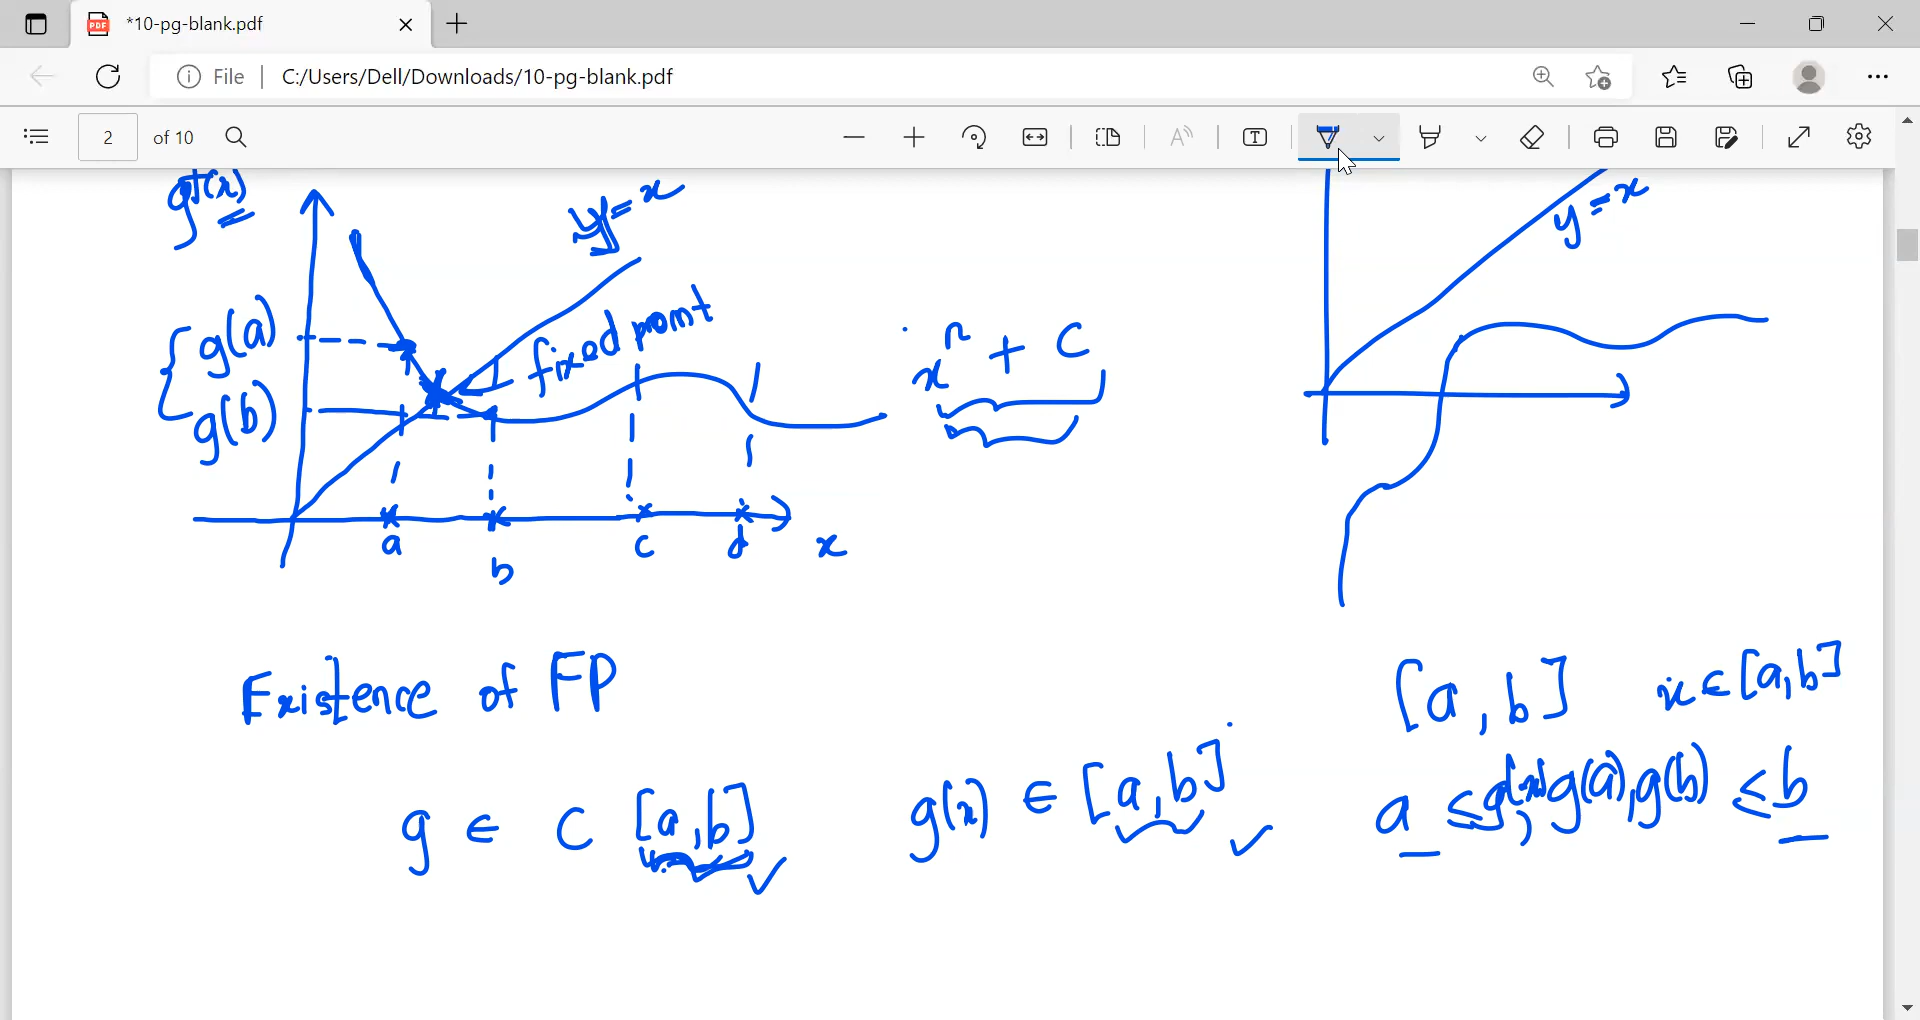 *10-pg-blank.pdf
File | C:/Users/Dell/Downloads/10-pg-blank.pdf
2 of 10
y=x
y=x
g(a)
g(b)
fixed point
xⁿ + c
a
b
c
d
x
Existence of FP
[a, b] x ∈ [a, b]
g ∈ C [a, b]
g(x) ∈ [a, b]
a ≤ g(x), g(a), g(b) ≤ b